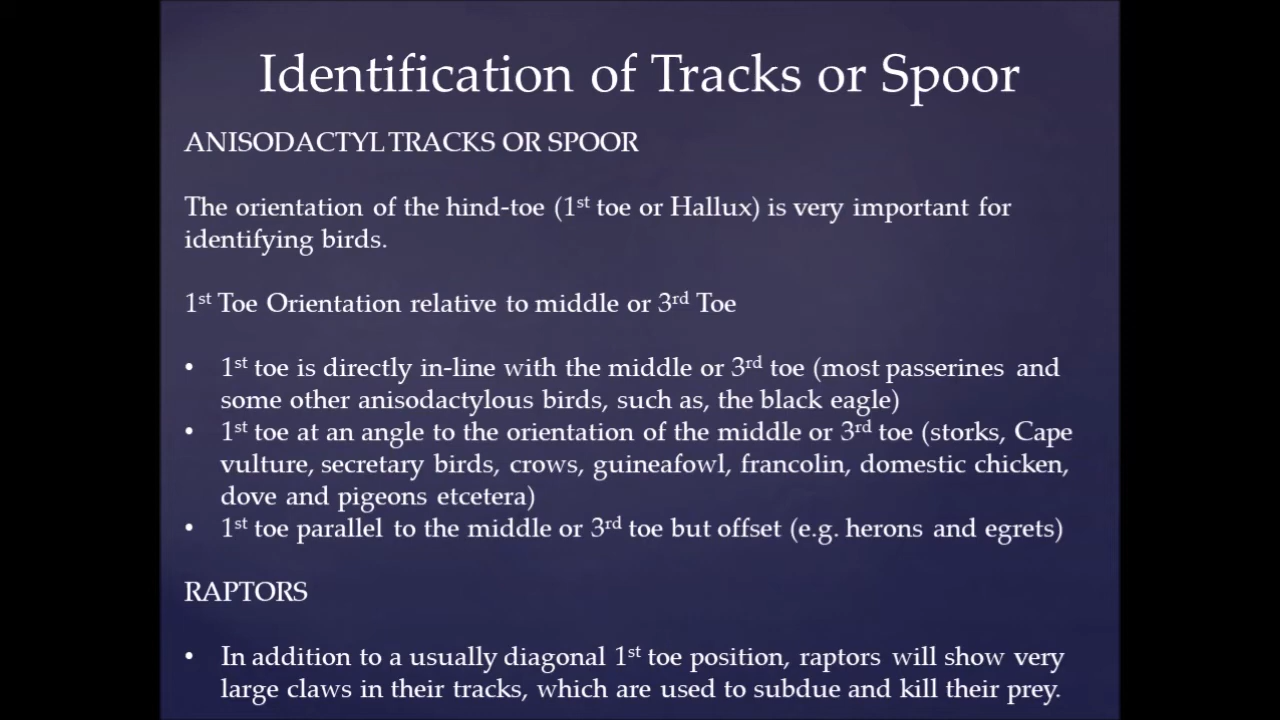 Identification of Tracks or Spoor
ANISODACTYL TRACKS OR SPOOR
The orientation of the hind-toe (1st toe or Hallux) is very important for
identifying birds.
1st Toe Orientation relative to middle or 3rd Toe
• 1st toe is directly in-line with the middle or 3rd toe (most passerines and
some other anisodactylous birds, such as, the black eagle)
• 1st toe at an angle to the orientation of the middle or 3rd toe (storks, Cape
vulture, secretary birds, crows, guineafowl, francolin, domestic chicken,
dove and pigeons etcetera)
• 1st toe parallel to the middle or 3rd toe but offset (e.g. herons and egrets)
RAPTORS
• In addition to a usually diagonal 1st toe position, raptors will show very
large claws in their tracks, which are used to subdue and kill their prey.